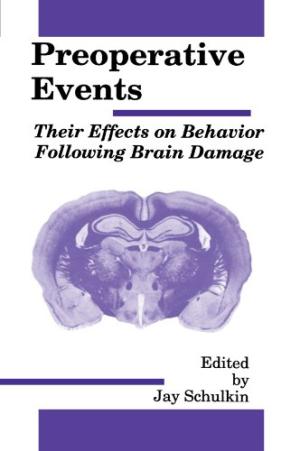 Preoperative
Events
Their Effects on Behavior
Following Brain Damage
Edited
by
Jay Schulkin